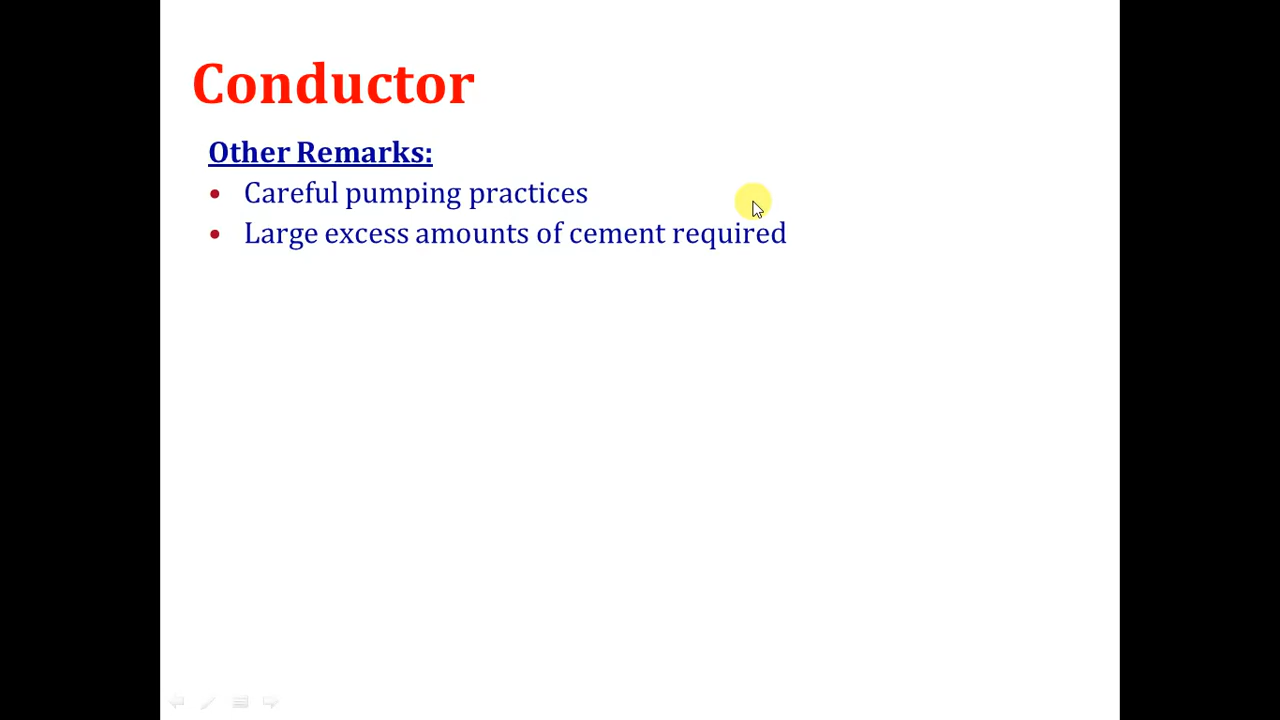 Conductor
Other Remarks:
• Careful pumping practices
• Large excess amounts of cement required